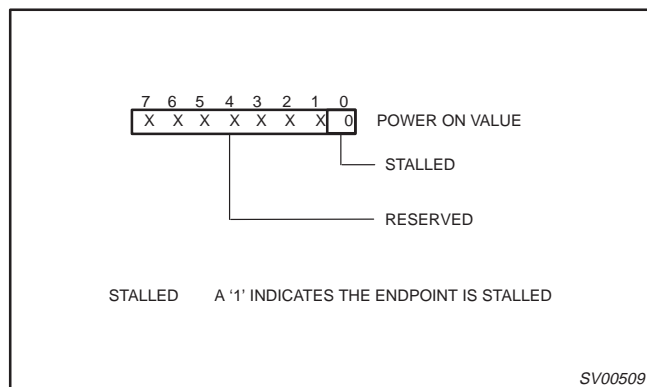 7 6 5 4 3 2 1 0
X X X X X X X 0 POWER ON VALUE
STALLED
RESERVED
STALLED A ‘1’ INDICATES THE ENDPOINT IS STALLED
SV00509